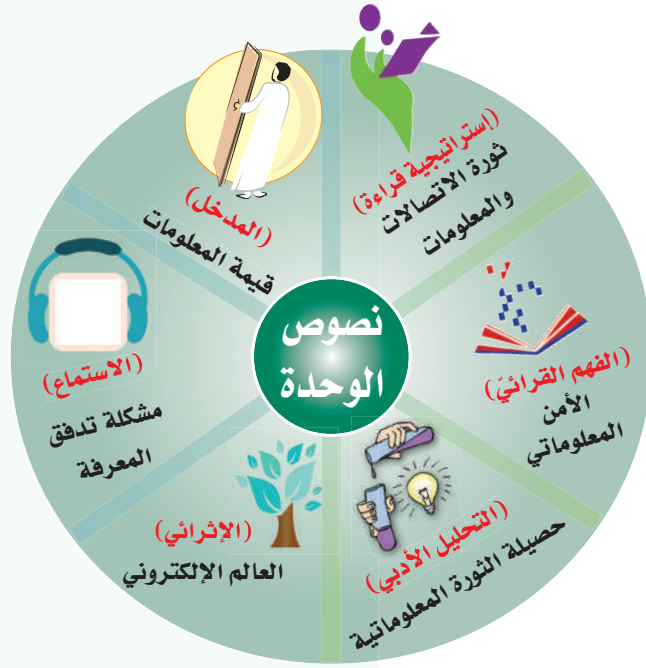 نصوص
الوحدة
(المدخل)
قيمة المعلومات
(إستراتيجية قراءة)
ثورة الاتصالات
والمعلومات
(الفهم القرائيّ)
الأمن
المعلوماتي
(التحليل الأدبي)
حصيلة الثورة المعلوماتية
(الإثرائي)
العالم الإلكتروني
(الاستماع)
مشكلة تدفق
المعرفة